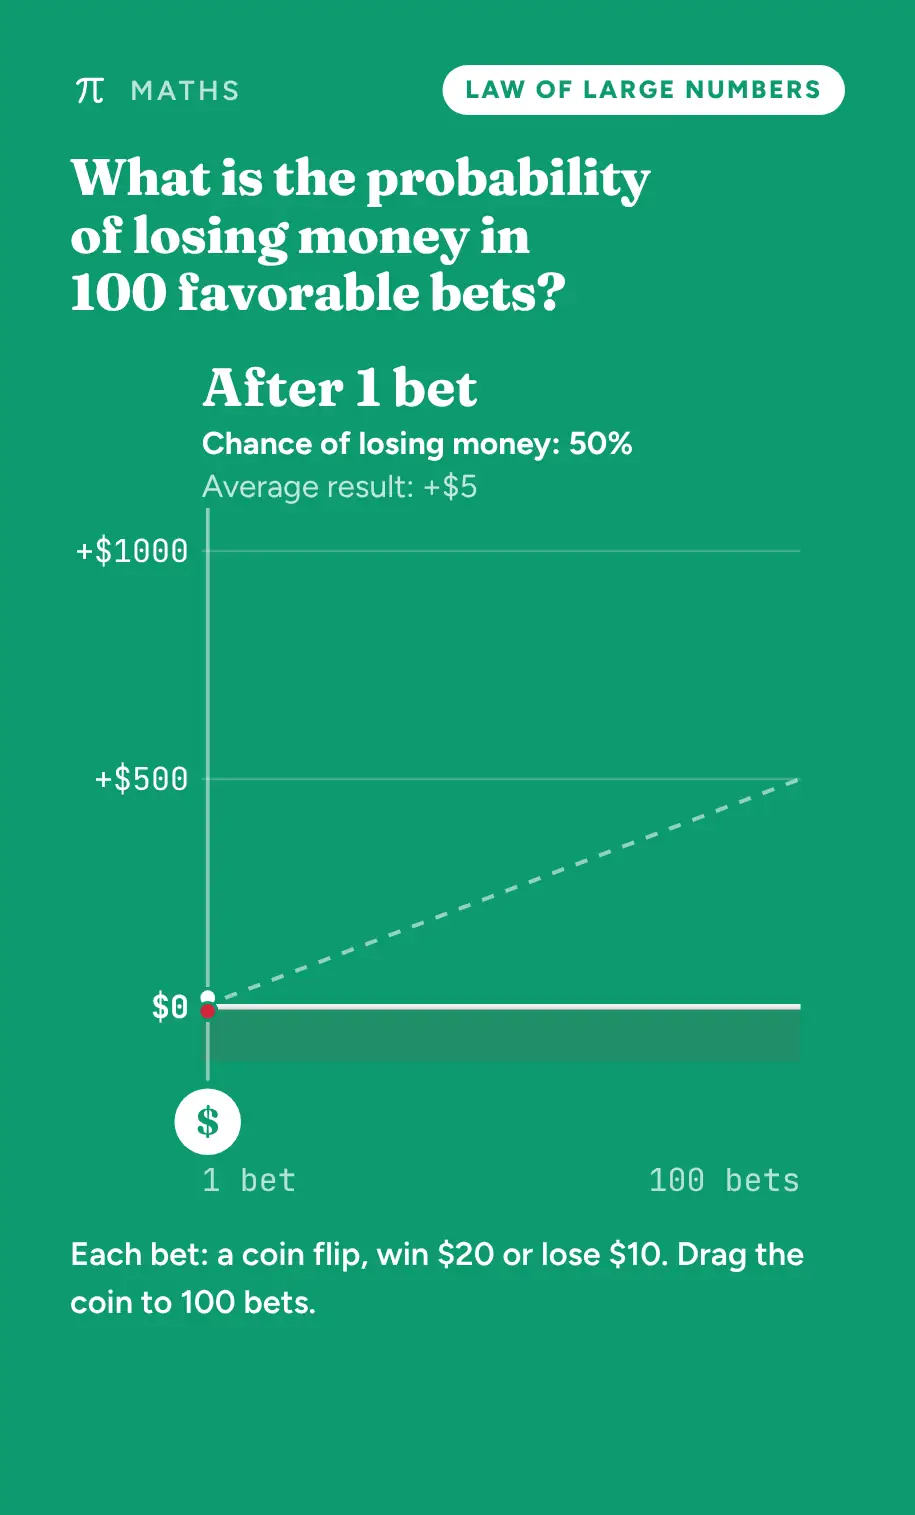 π MATHS
LAW OF LARGE NUMBERS
What is the probability
of losing money in
100 favorable bets?
After 1 bet
Chance of losing money: 50%
Average result: +$5
+$1000
+$500
$0
$
1 bet
100 bets
Each bet: a coin flip, win $20 or lose $10. Drag the
coin to 100 bets.